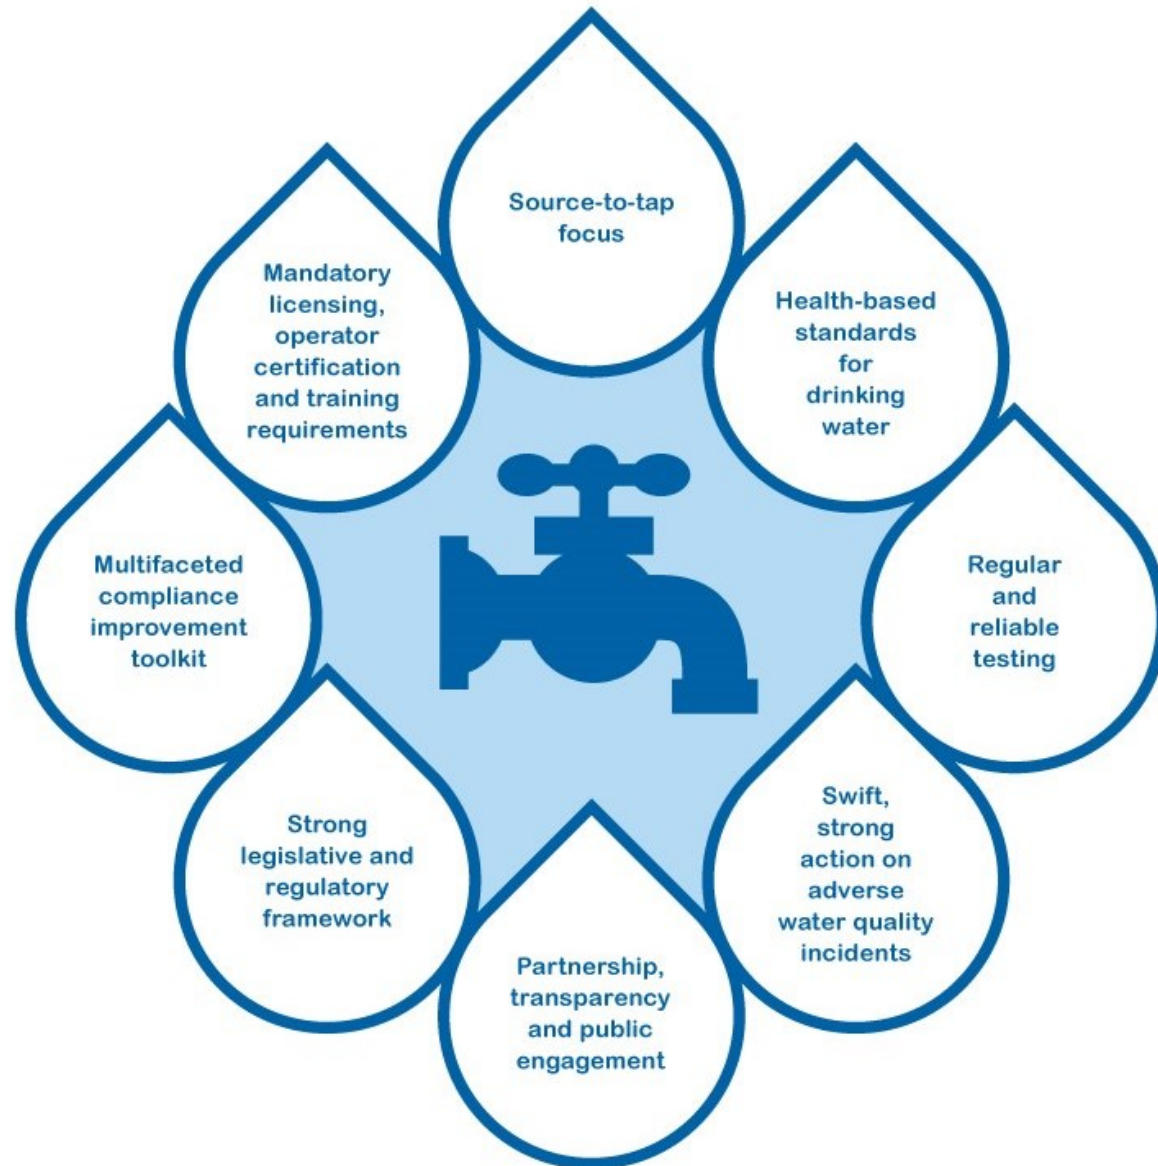 Source-to-tap
focus
Health-based
standards
for
drinking
water
Regular
and
reliable
testing
Swift,
strong
action on
adverse
water quality
incidents
Partnership,
transparency
and public
engagement
Strong
legislative and
regulatory
framework
Multifaceted
compliance
improvement
toolkit
Mandatory
licensing,
operator
certification
and training
requirements